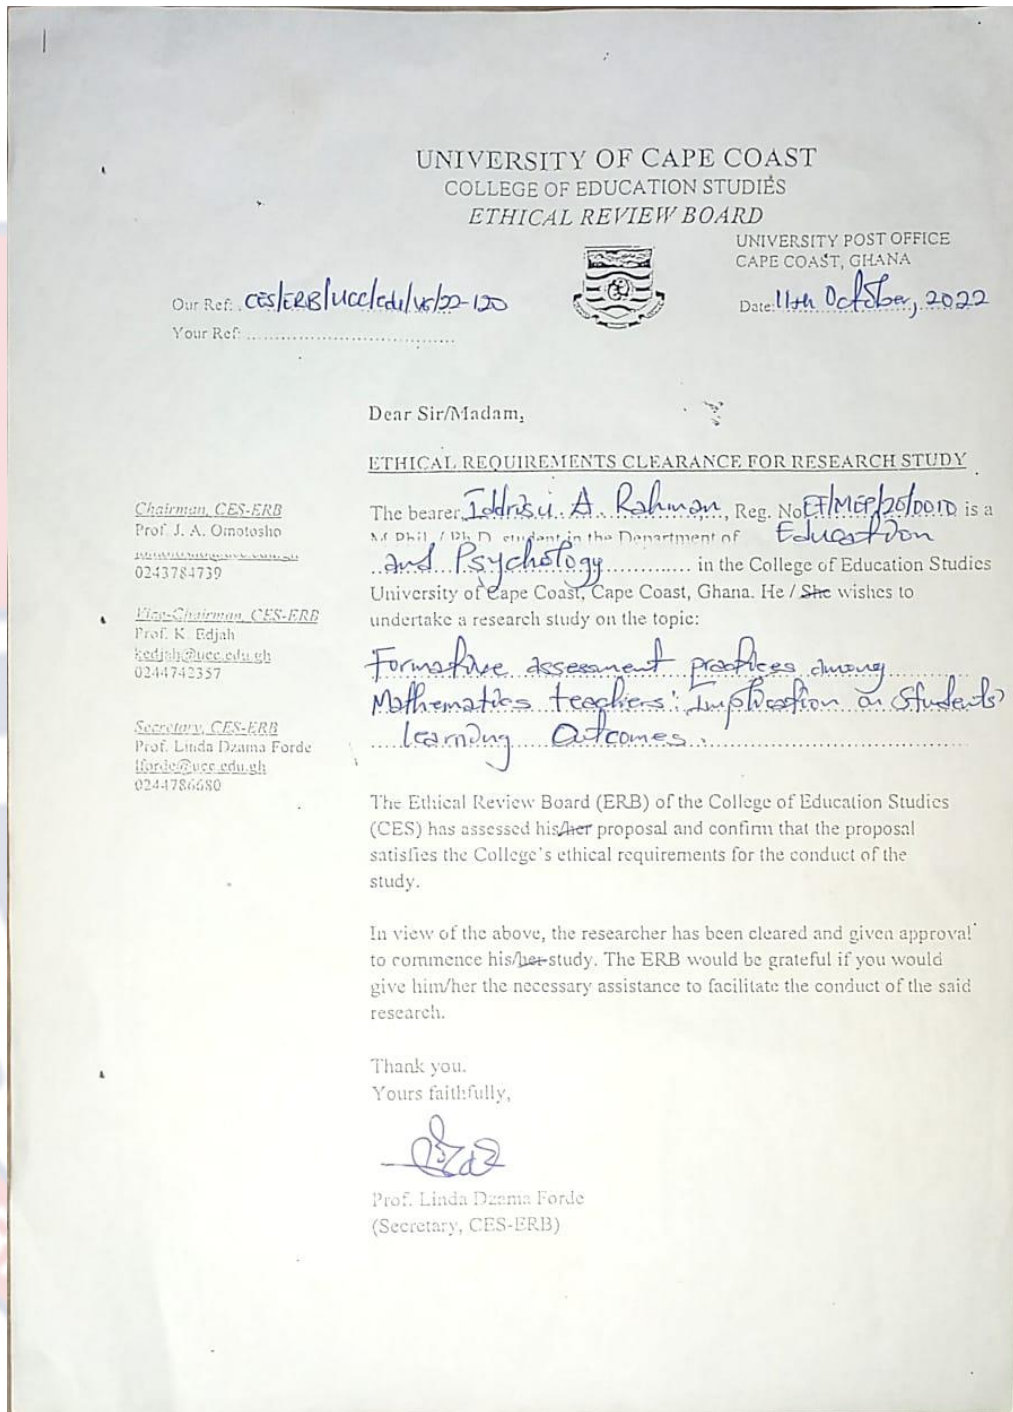 UNIVERSITY OF CAPE COAST
COLLEGE OF EDUCATION STUDIES
ETHICAL REVIEW BOARD
UNIVERSITY POST OFFICE
CAPE COAST, GHANA
Our Ref: CES/ERB/UCC/edu/V6/22-120
Date: 11th October, 2022
Your Ref:
Dear Sir/Madam,
ETHICAL REQUIREMENTS CLEARANCE FOR RESEARCH STUDY
Chairman, CES-ERB
Prof. J. A. Omotosho
0243784739
Vice-Chairman, CES-ERB
Prof. K. Edjah
kedjah@ucc.edu.gh
0244742357
Secretary, CES-ERB
Prof. Linda Dzama Forde
lforde@ucc.edu.gh
0244786680
The bearer, Iddrisu A. Rahman, Reg. No. EF/MEP/20/0010 is a
M.Phil. / Ph.D. student in the Department of Education
and Psychology in the College of Education Studies
University of Cape Coast, Cape Coast, Ghana. He / She wishes to
undertake a research study on the topic:
Formative assessment practices among
Mathematics teachers: Implication on Students'
learning Outcomes.
The Ethical Review Board (ERB) of the College of Education Studies
(CES) has assessed his/her proposal and confirm that the proposal
satisfies the College's ethical requirements for the conduct of the
study.
In view of the above, the researcher has been cleared and given approval
to commence his/her study. The ERB would be grateful if you would
give him/her the necessary assistance to facilitate the conduct of the said
research.
Thank you.
Yours faithfully,
Prof. Linda Dzama Forde
(Secretary, CES-ERB)